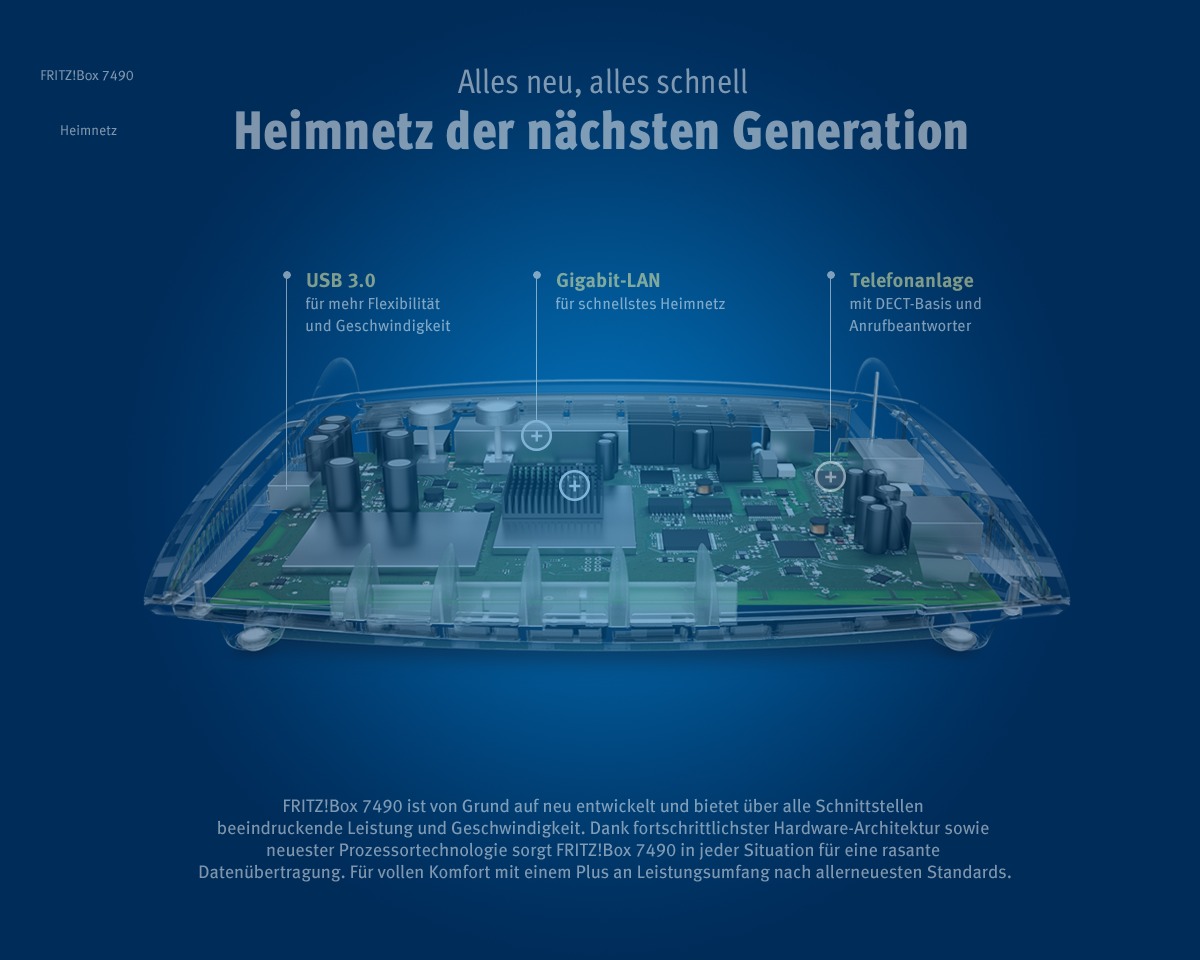 FRITZ!Box 7490
Heimnetz
Alles neu, alles schnell
Heimnetz der nächsten Generation
USB 3.0
für mehr Flexibilität
und Geschwindigkeit
Gigabit-LAN
für schnellstes Heimnetz
Telefonanlage
mit DECT-Basis und
Anrufbeantworter
FRITZ!Box 7490 ist von Grund auf neu entwickelt und bietet über alle Schnittstellen
beeindruckende Leistung und Geschwindigkeit. Dank fortschrittlichster Hardware-Architektur sowie
neuester Prozessortechnologie sorgt FRITZ!Box 7490 in jeder Situation für eine rasante
Datenübertragung. Für vollen Komfort mit einem Plus an Leistungsumfang nach allerneuesten Standards.